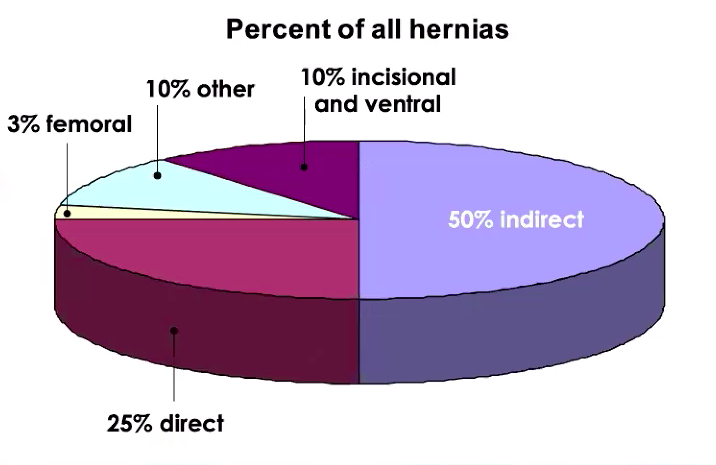 Percent of all hernias
10% incisional
and ventral
10% other
3% femoral
50% indirect
25% direct